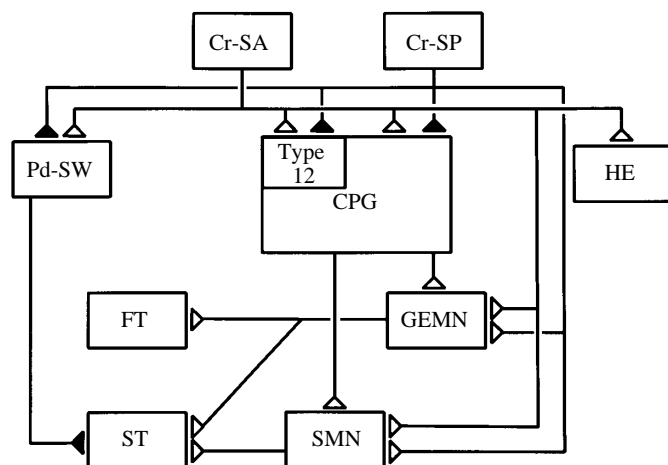 Cr-SA
Cr-SP
Type
12
CPG
Pd-SW
HE
FT
GEMN
ST
SMN